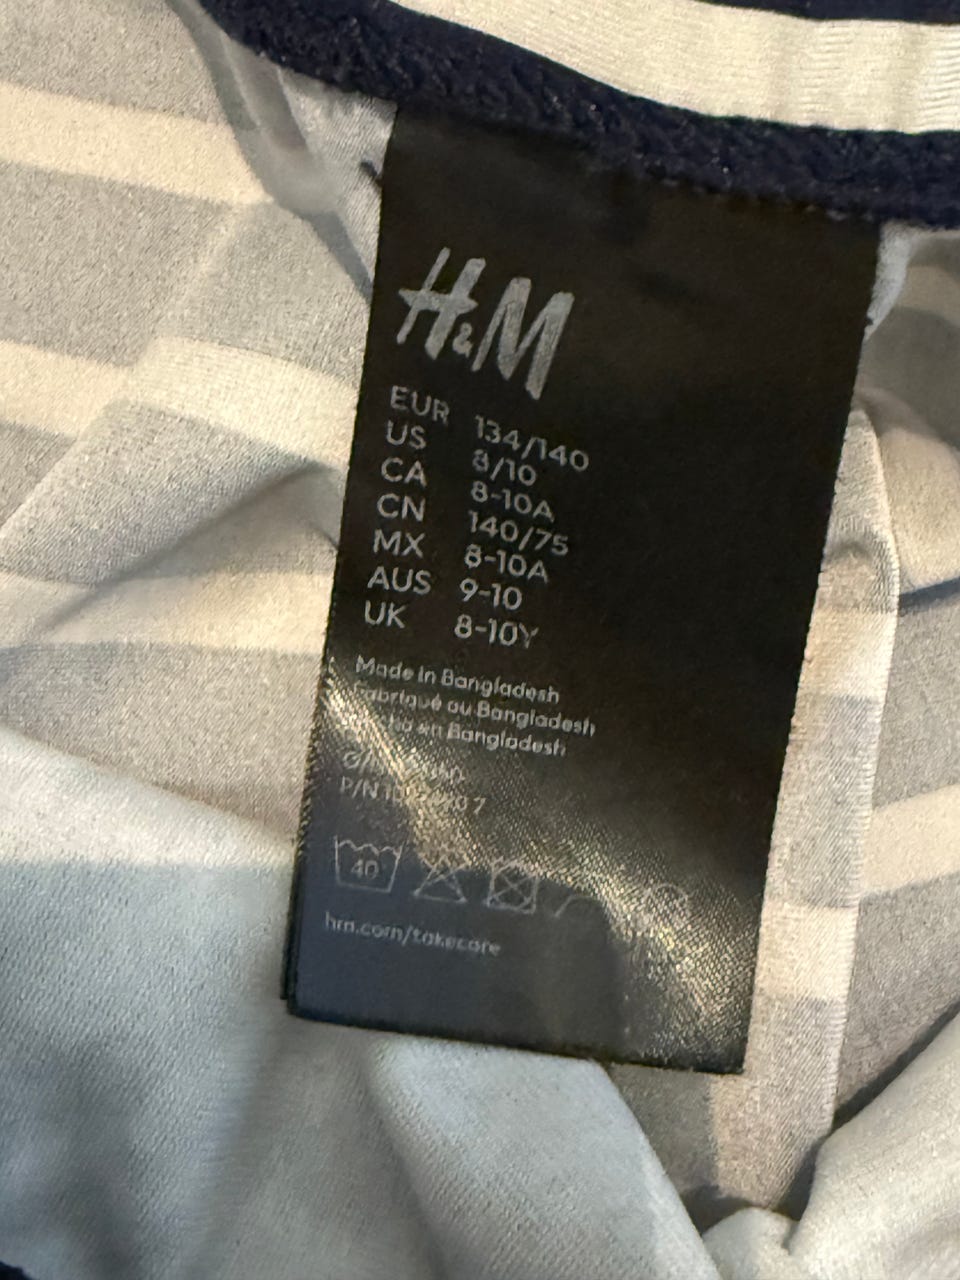 H&M
EUR 134/140
US 8/10
CA 8-10A
CN 140/75
MX 8-10A
AUS 9-10
UK 8-10Y
Made in Bangladesh
Fabriqué au Bangladesh
en Bangladesh
P/N
40
hm.com/takecare